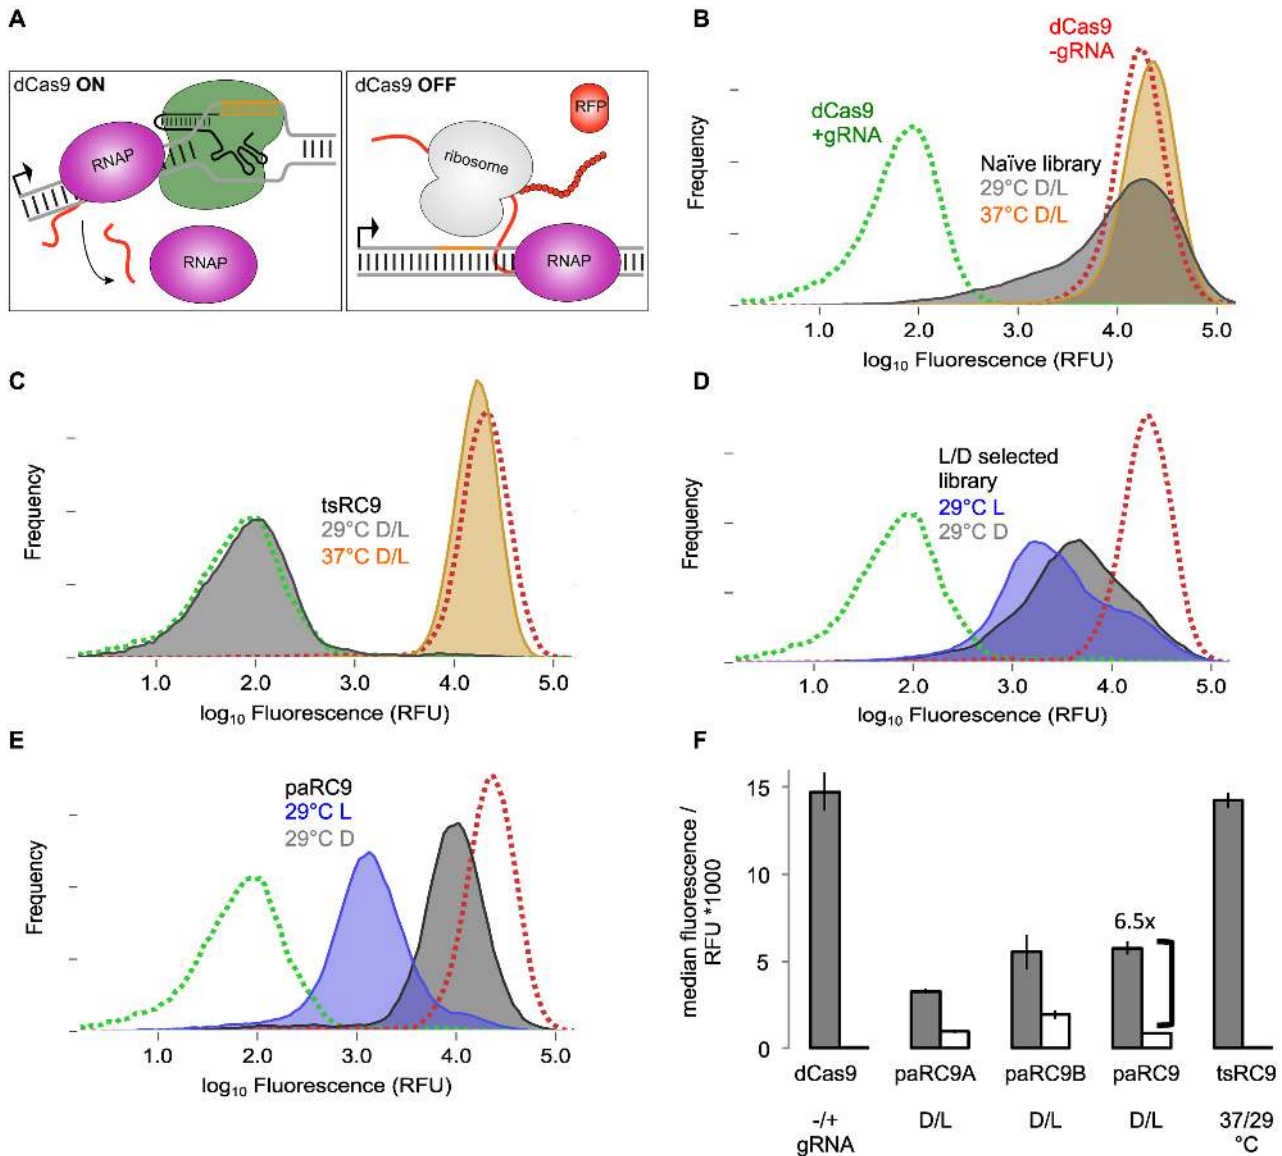 A
dCas9 ON
RNAP
RNAP
dCas9 OFF
RFP
ribosome
RNAP
B
dCas9
-gRNA
dCas9
+gRNA
Naïve library
29°C D/L
37°C D/L
Frequency
1.0 2.0 3.0 4.0 5.0
log10 Fluorescence (RFU)
C
tsRC9
29°C D/L
37°C D/L
Frequency
1.0 2.0 3.0 4.0 5.0
log10 Fluorescence (RFU)
D
L/D selected
library
29°C L
29°C D
Frequency
1.0 2.0 3.0 4.0 5.0
log10 Fluorescence (RFU)
E
paRC9
29°C L
29°C D
Frequency
1.0 2.0 3.0 4.0 5.0
log10 Fluorescence (RFU)
F
median fluorescence /
RFU *1000
15
10
5
0
6.5x
dCas9 paRC9A paRC9B paRC9 tsRC9
-/+ D/L D/L D/L 37/29
gRNA °C